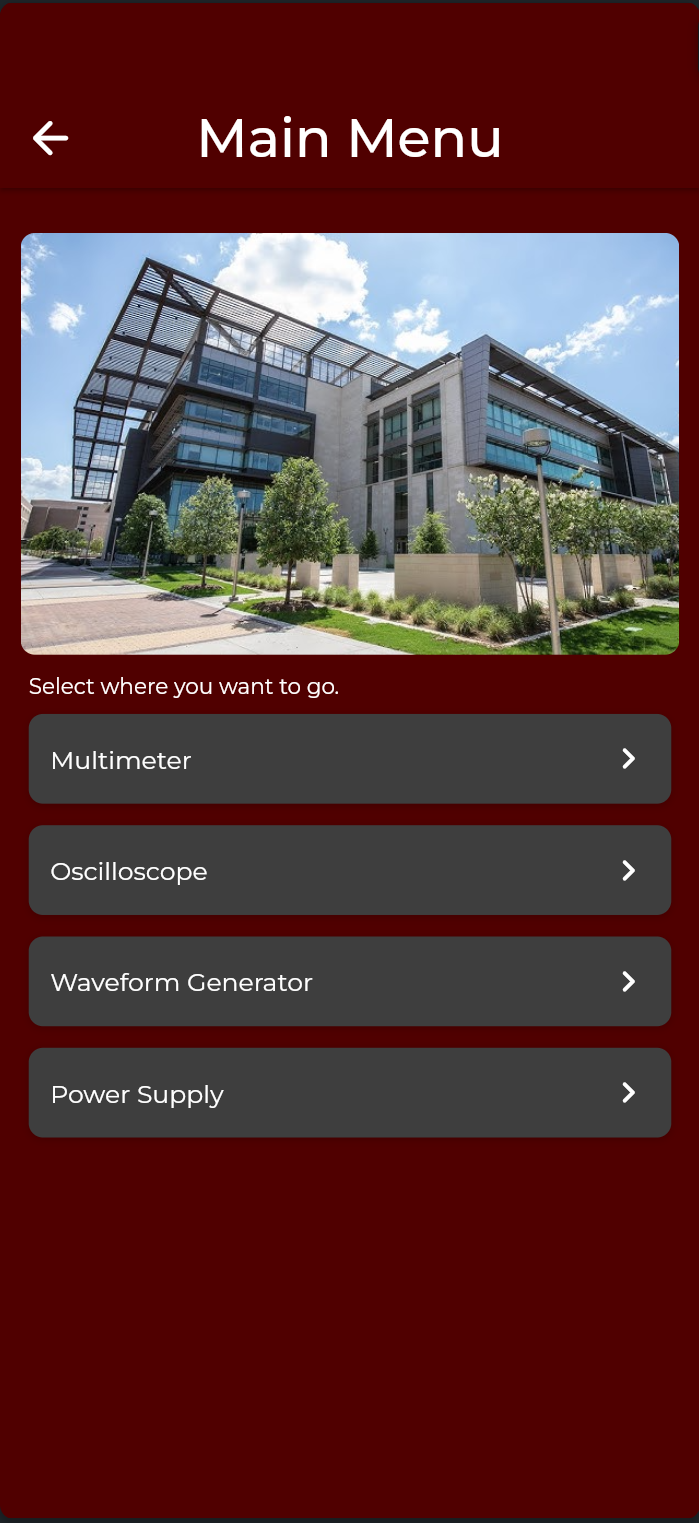 Main Menu
Select where you want to go.
Multimeter
Oscilloscope
Waveform Generator
Power Supply